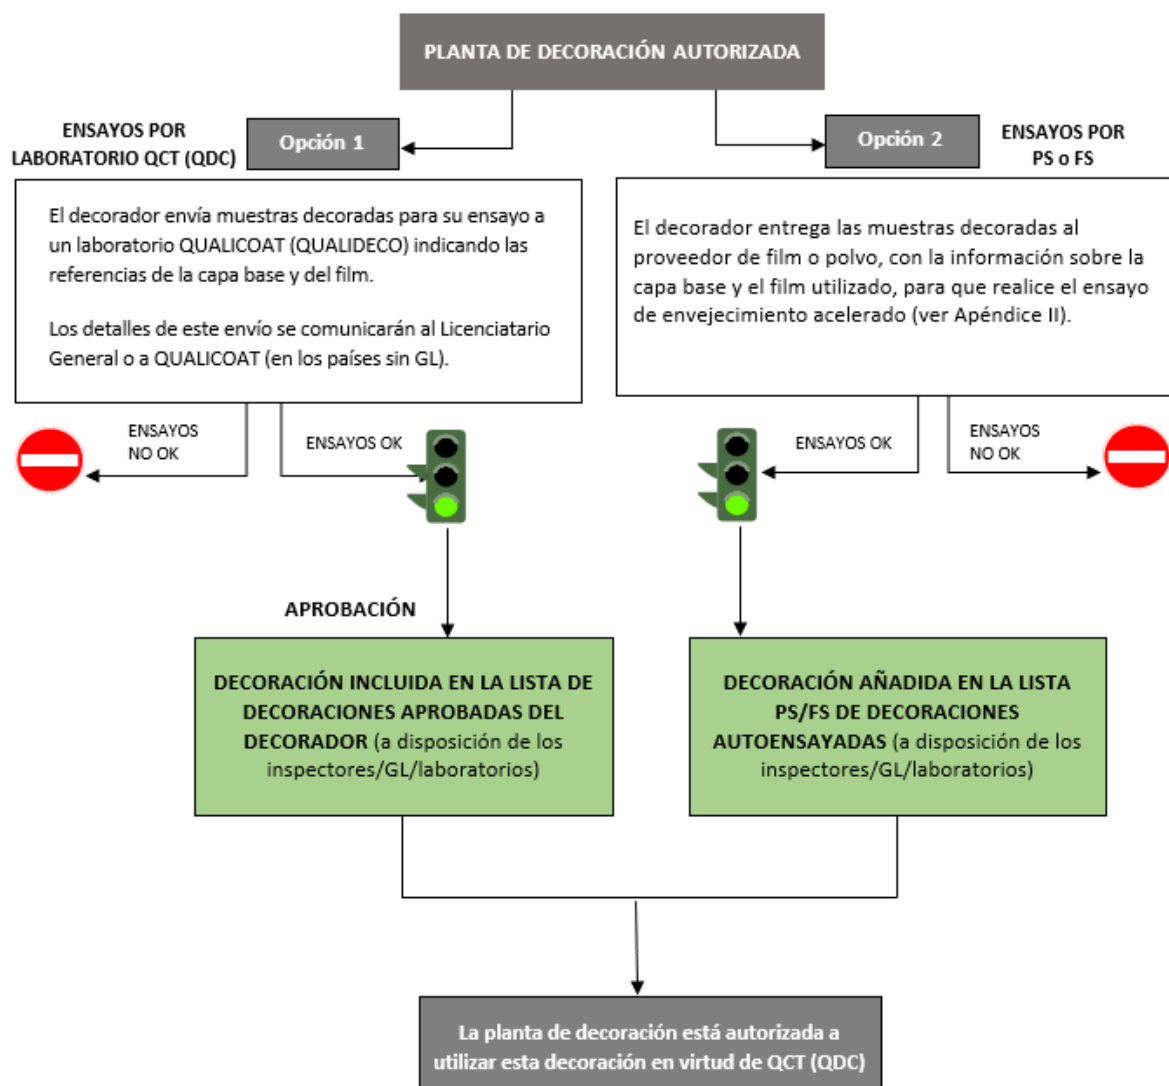 PLANTA DE DECORACIÓN AUTORIZADA
ENSAYOS POR
LABORATORIO QCT (QDC)
Opción 1
Opción 2
ENSAYOS POR
PS o FS
El decorador envía muestras decoradas para su ensayo a
un laboratorio QUALICOAT (QUALIDECO) indicando las
referencias de la capa base y del film.
Los detalles de este envío se comunicarán al Licenciatario
General o a QUALICOAT (en los países sin GL).
El decorador entrega las muestras decoradas al
proveedor de film o polvo, con la información sobre la
capa base y el film utilizado, para que realice el ensayo
de envejecimiento acelerado (ver Apéndice II).
ENSAYOS
NO OK
ENSAYOS OK
ENSAYOS OK
ENSAYOS
NO OK
APROBACIÓN
DECORACIÓN INCLUIDA EN LA LISTA DE
DECORACIONES APROBADAS DEL
DECORADOR (a disposición de los
inspectores/GL/laboratorios)
DECORACIÓN AÑADIDA EN LA LISTA
PS/FS DE DECORACIONES
AUTOENSAYADAS (a disposición de los
inspectores/GL/laboratorios)
La planta de decoración está autorizada a
utilizar esta decoración en virtud de QCT (QDC)